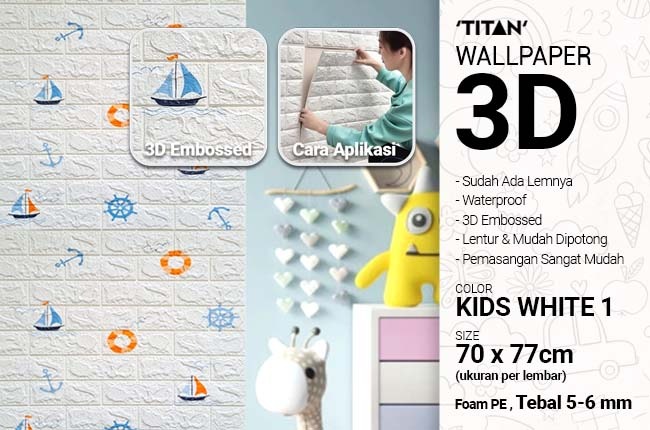 3D Embossed
Cara Aplikasi
'TITAN'
WALLPAPER
3D
- Sudah Ada Lemnya
- Waterproof
- 3D Embossed
- Lentur & Mudah Dipotong
- Pemasangan Sangat Mudah
COLOR
KIDS WHITE 1
SIZE
70 x 77cm
(ukuran per lembar)
Foam PE , Tebal 5-6 mm
123